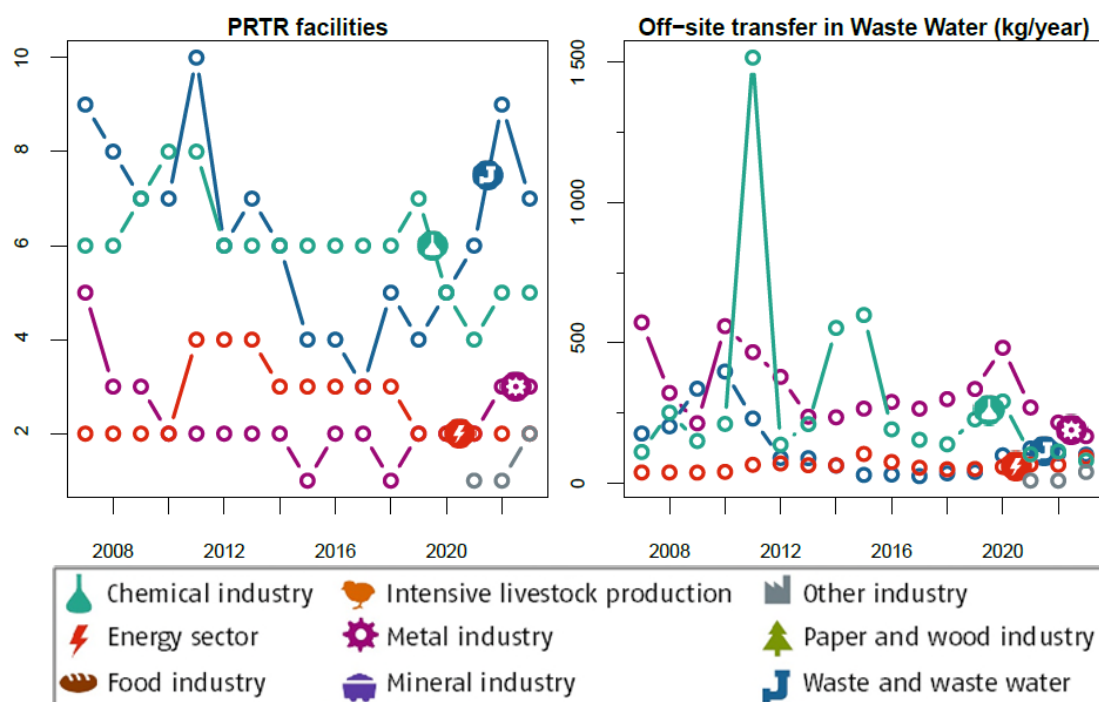 PRTR facilities
10
8
6
4
2
2008 2012 2016 2020
Off-site transfer in Waste Water (kg/year)
1 500
1 000
500
0
2008 2012 2016 2020
Chemical industry Intensive livestock production Other industry
Energy sector Metal industry Paper and wood industry
Food industry Mineral industry Waste and waste water